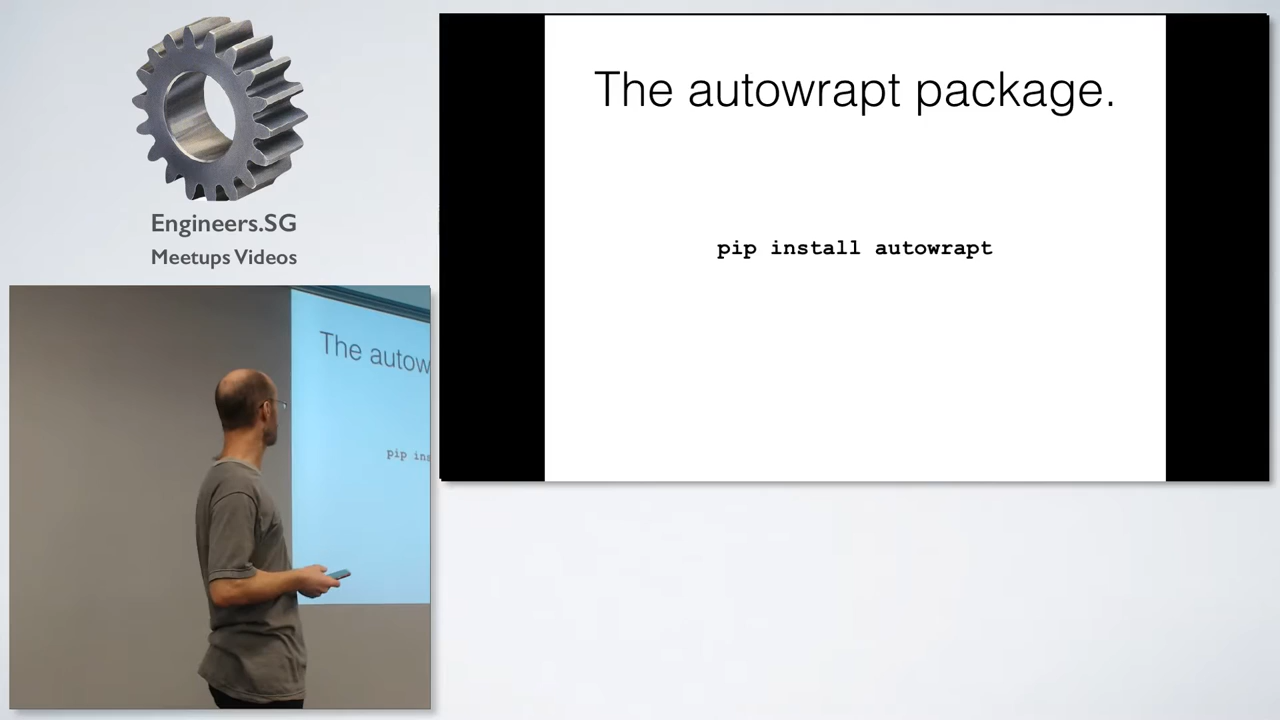 Engineers.SG
Meetups Videos
The autowrapt package.
pip install autowrapt
The autow
pip ins